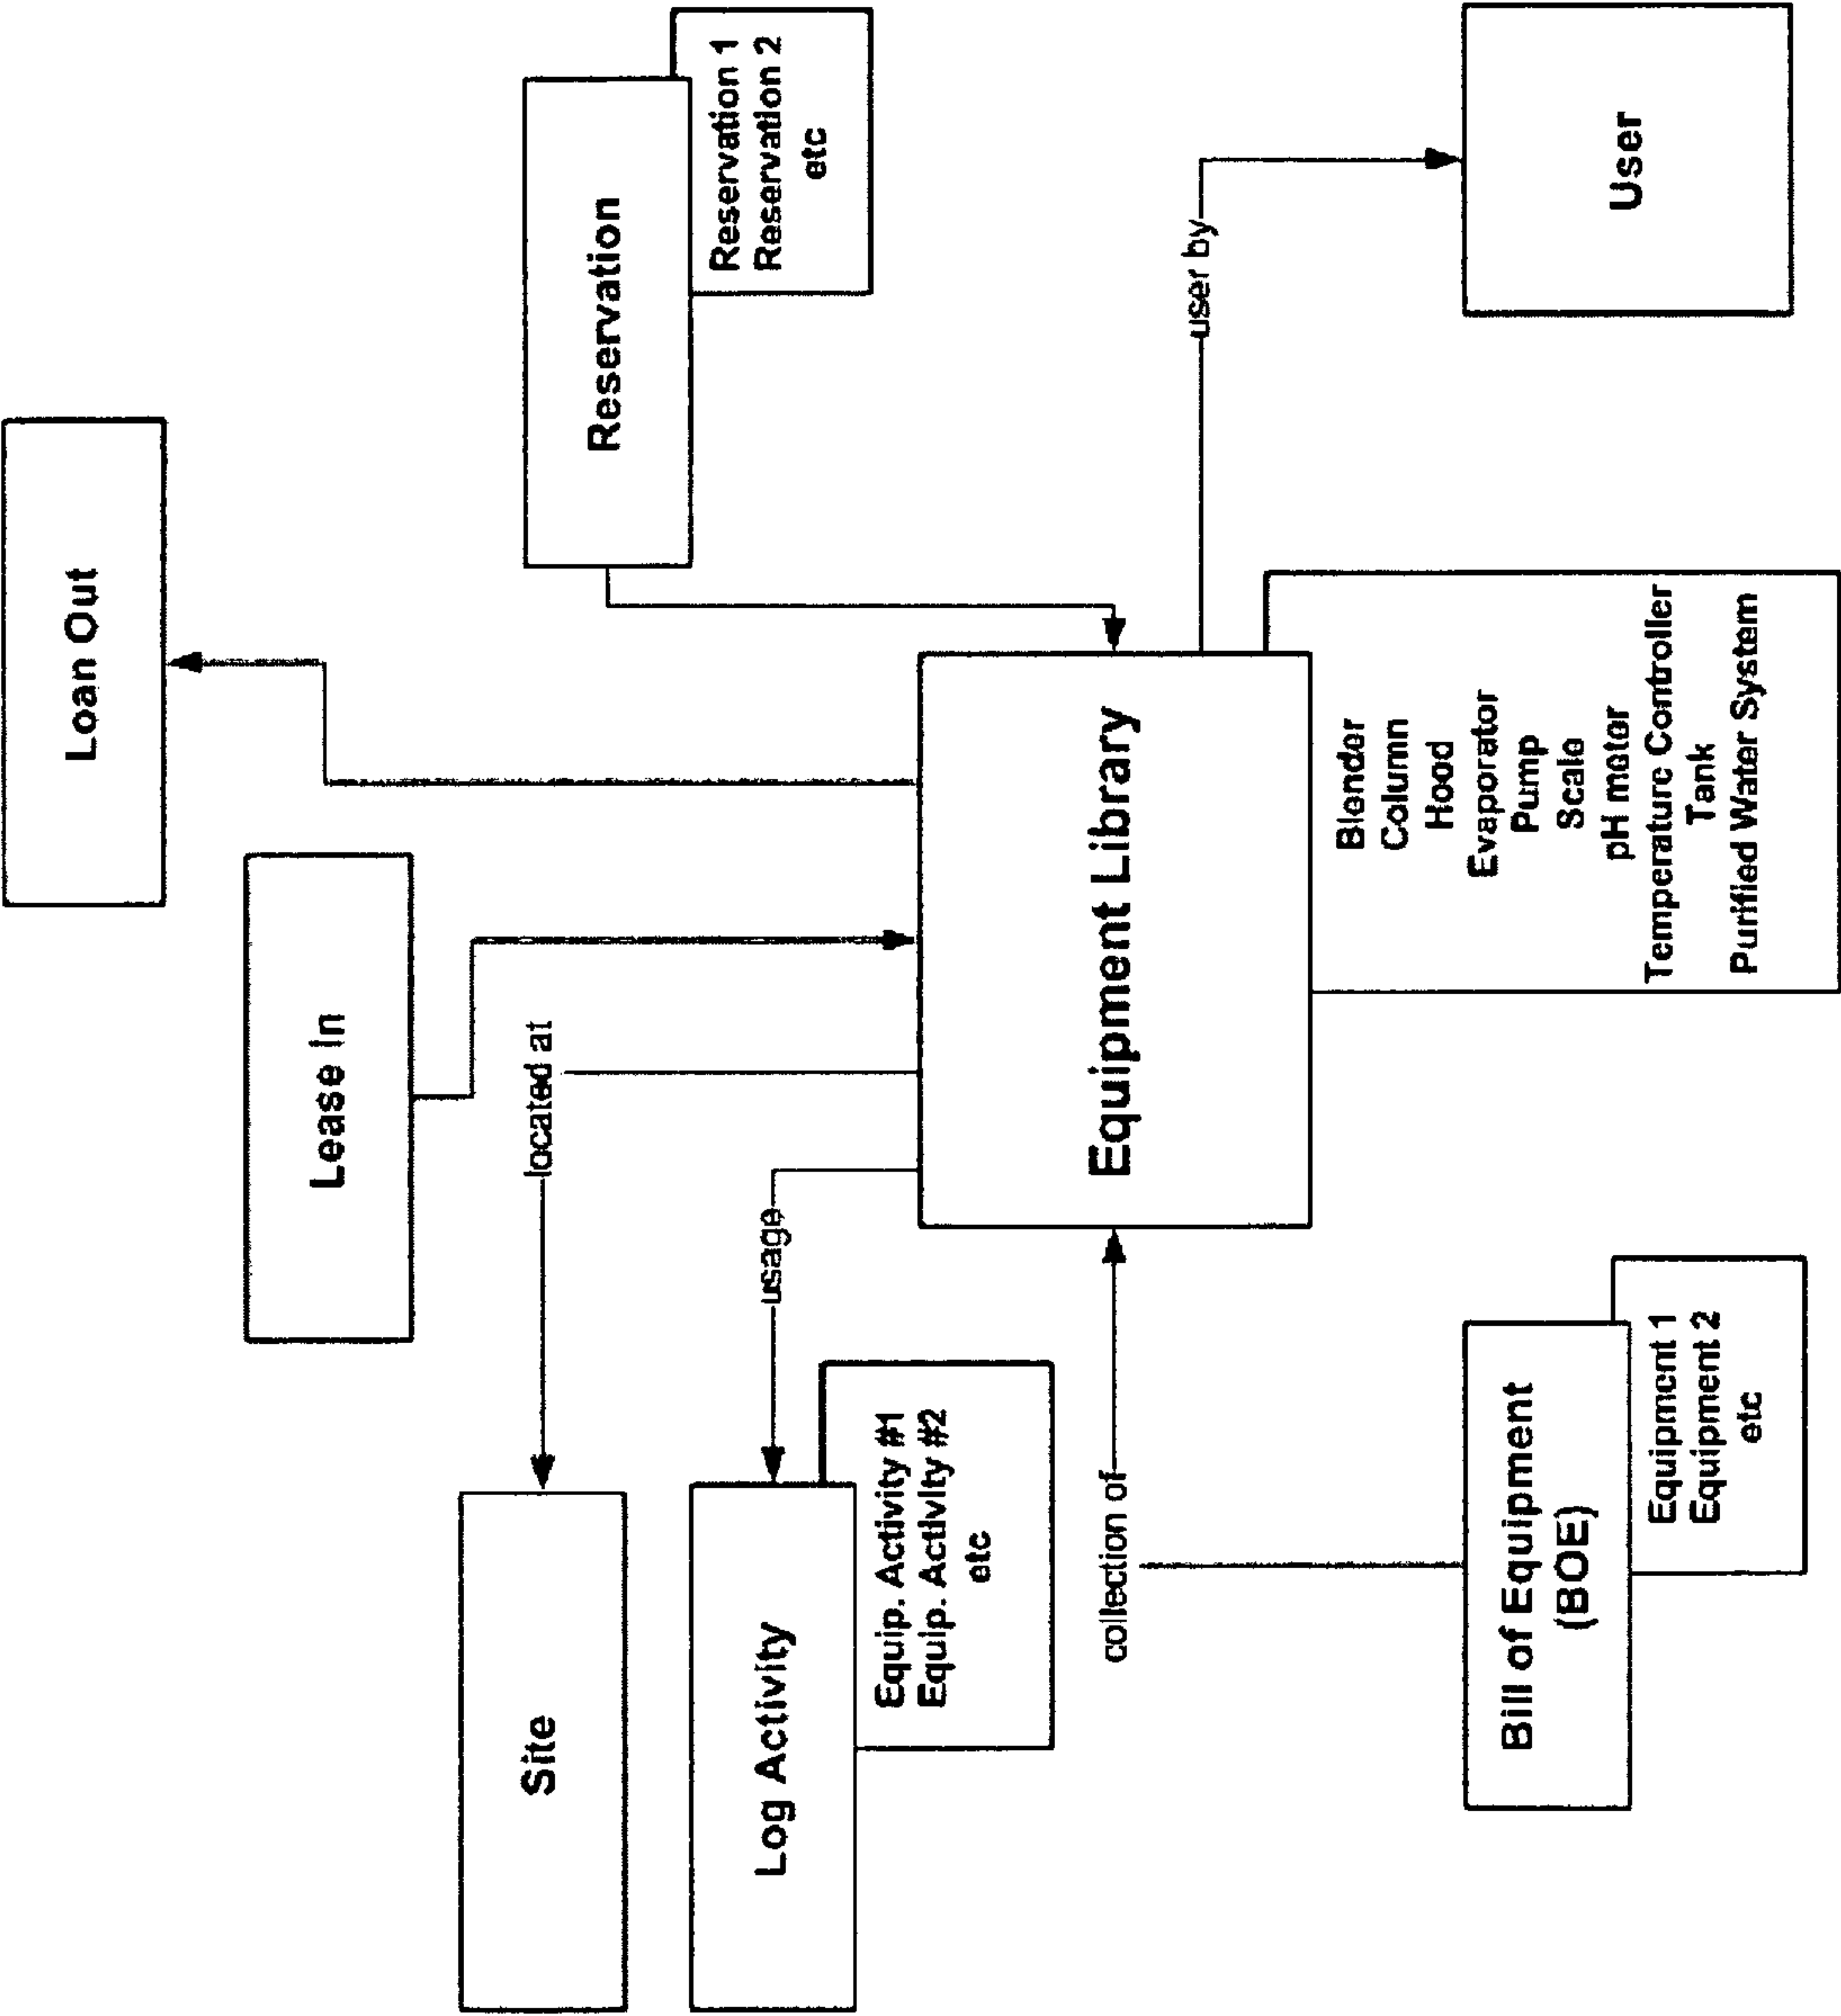 Loan Out
Lease In
Site
located at
Reservation
Reservation 1
Reservation 2
etc
Log Activity
usage
Equip. Activity #1
Equip. Activity #2
etc
collection of
Equipment Library
user by
Blender
Column
Hood
Evaporator
Pump
Scale
pH motor
Temperature Controller
Tank
Purified Water System
Bill of Equipment
(BOE)
Equipment 1
Equipment 2
etc
User